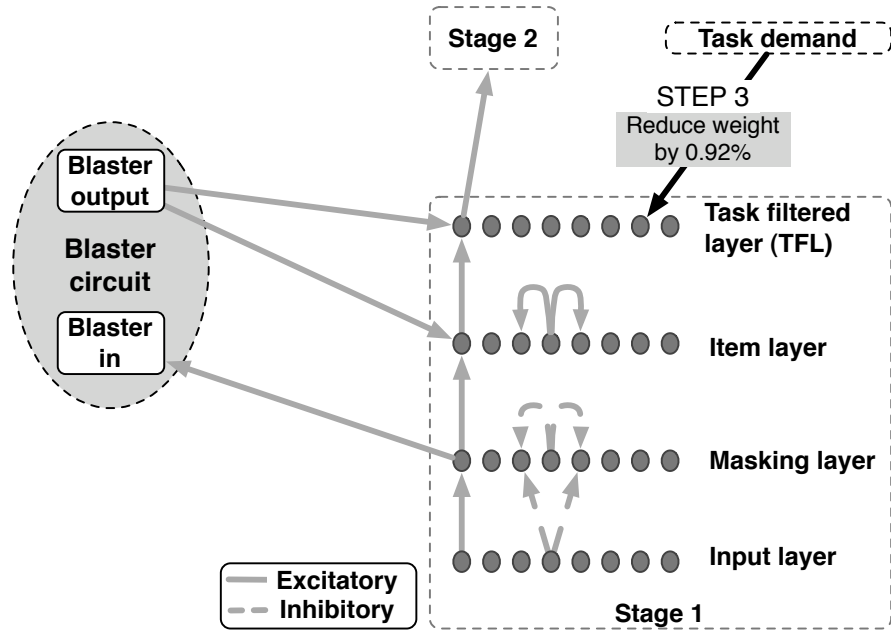 Stage 2
Task demand
STEP 3
Reduce weight
by 0.92%
Blaster
output
Blaster
circuit
Blaster
in
Task filtered
layer (TFL)
Item layer
Masking layer
Input layer
Excitatory
Inhibitory
Stage 1